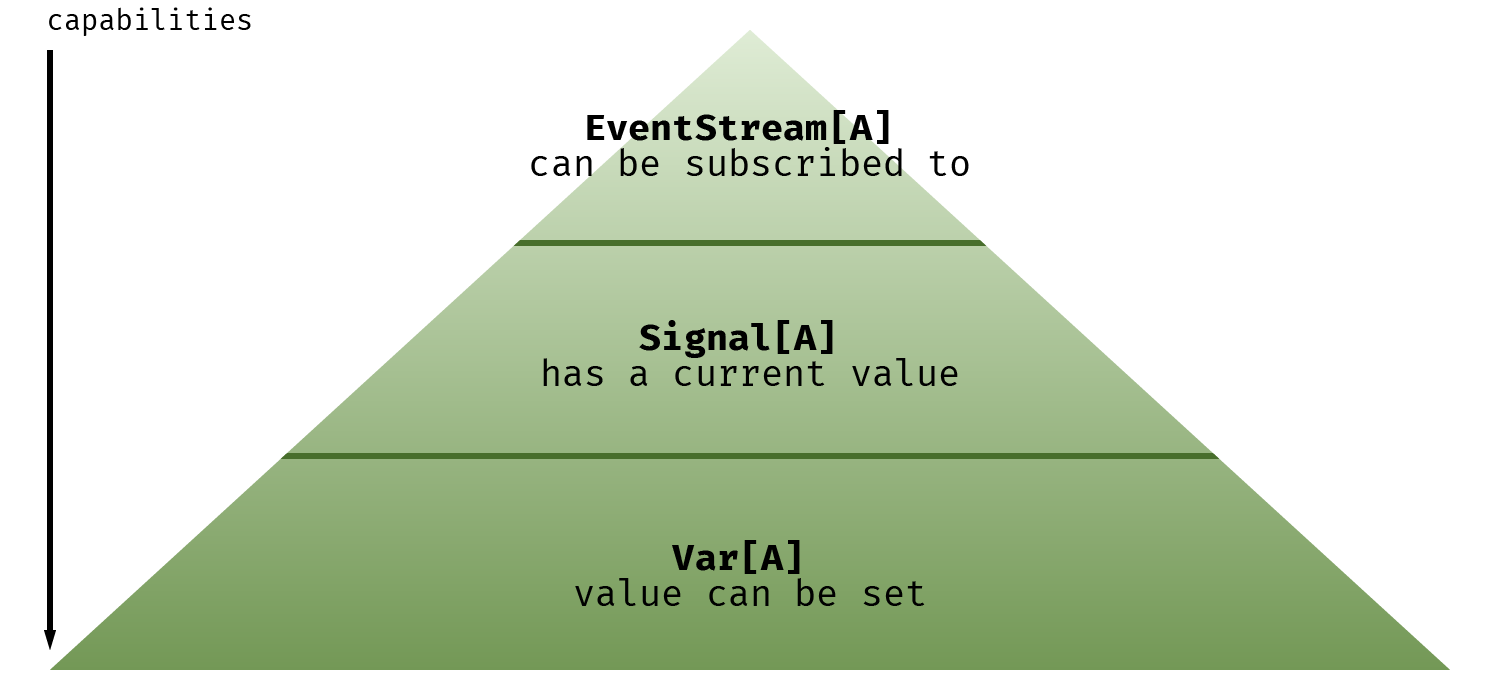 capabilities
EventStream[A]
can be subscribed to
Signal[A]
has a current value
Var[A]
value can be set